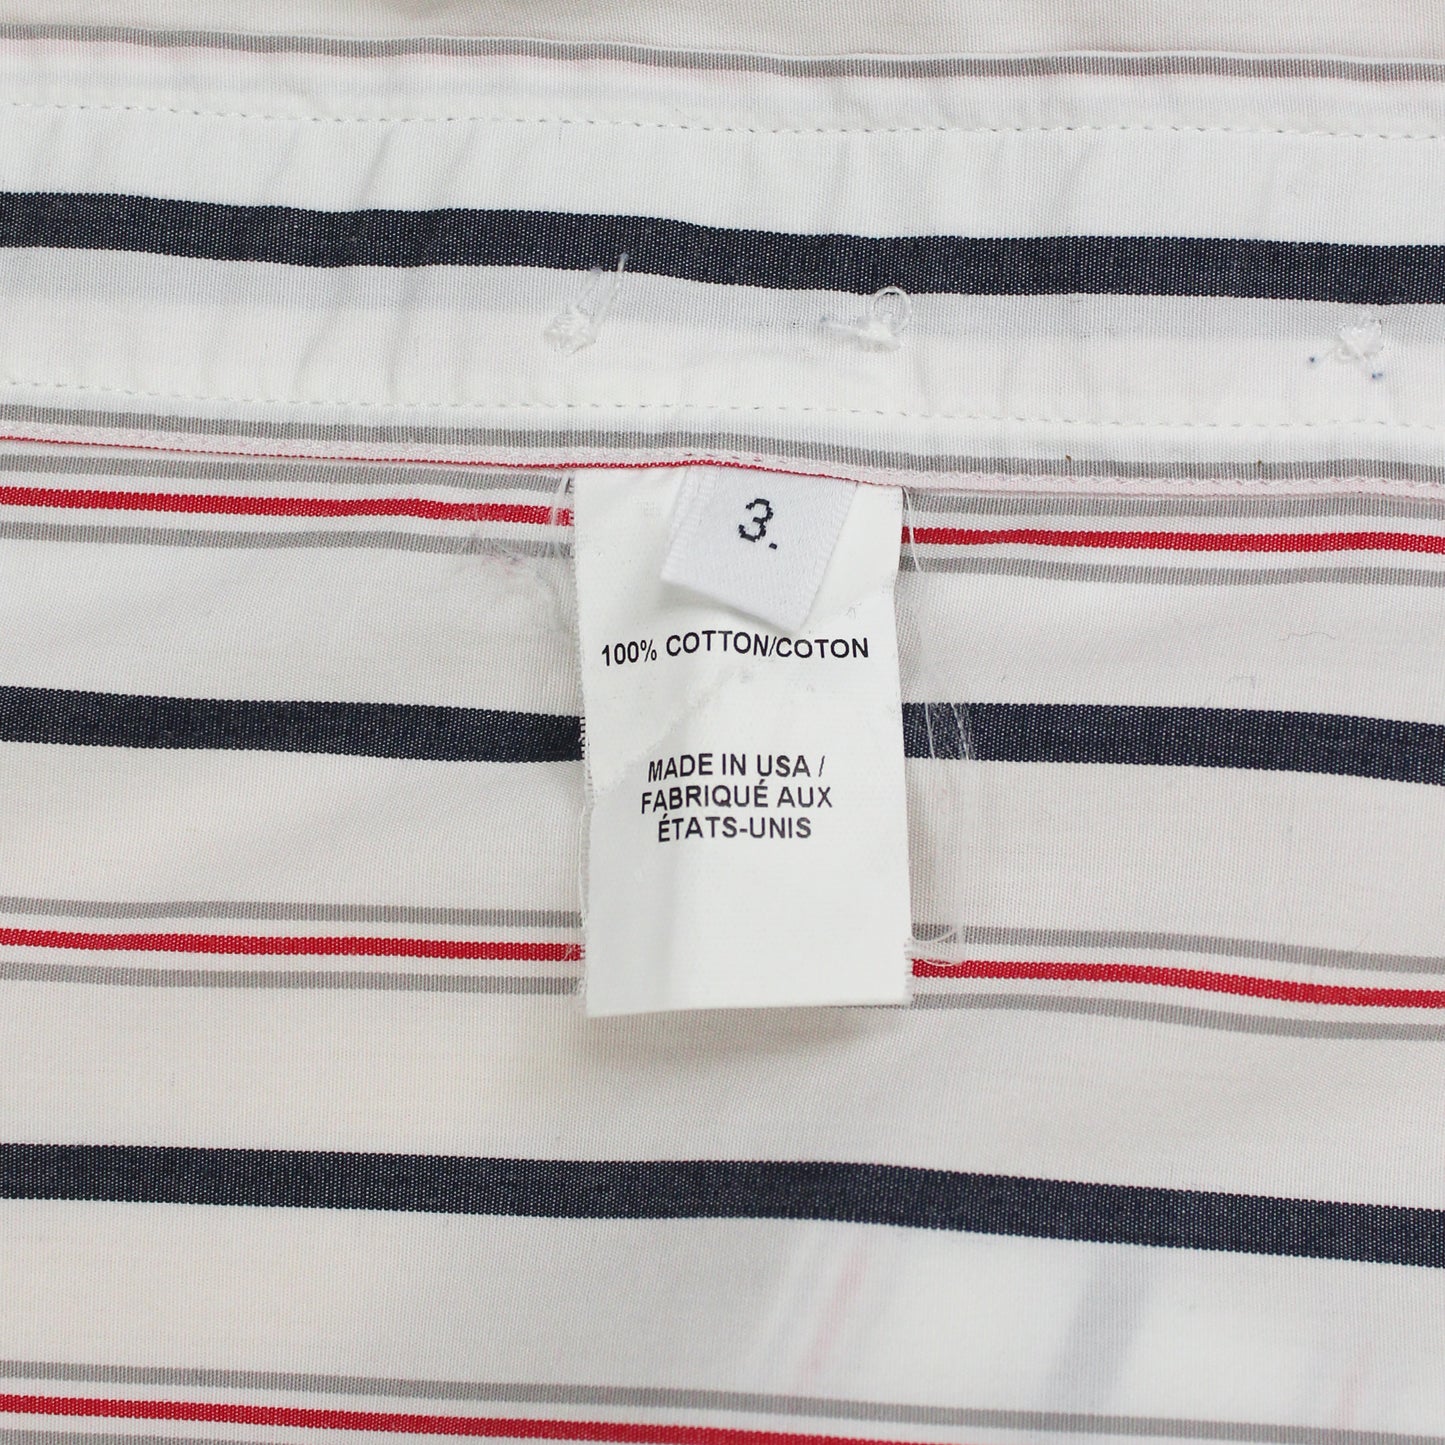 3.
100% COTTON/COTON
MADE IN USA /
FABRIQUÉ AUX
ÉTATS-UNIS